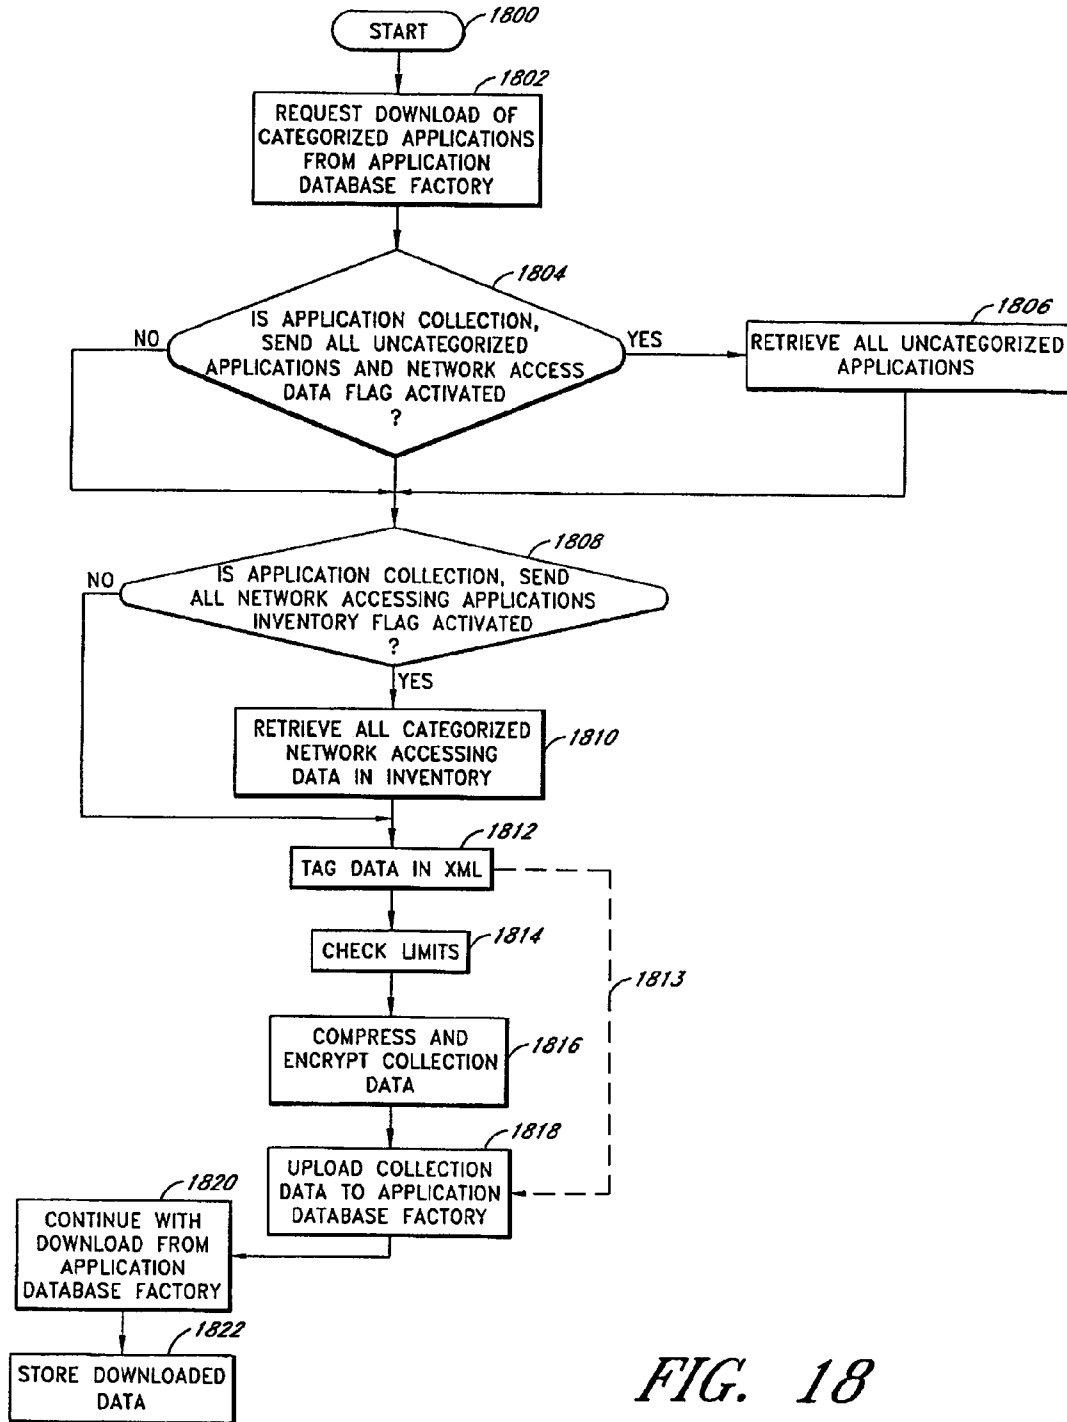 START
1800
1802
REQUEST DOWNLOAD OF
CATEGORIZED APPLICATIONS
FROM APPLICATION
DATABASE FACTORY
1804
IS APPLICATION COLLECTION,
SEND ALL UNCATEGORIZED
APPLICATIONS AND NETWORK ACCESS
DATA FLAG ACTIVATED
?
NO
YES
1806
RETRIEVE ALL UNCATEGORIZED
APPLICATIONS
1808
IS APPLICATION COLLECTION, SEND
ALL NETWORK ACCESSING APPLICATIONS
INVENTORY FLAG ACTIVATED
?
NO
YES
RETRIEVE ALL CATEGORIZED
NETWORK ACCESSING
DATA IN INVENTORY
1810
1812
TAG DATA IN XML
1814
CHECK LIMITS
1813
COMPRESS AND
ENCRYPT COLLECTION
DATA
1816
1818
UPLOAD COLLECTION
DATA TO APPLICATION
DATABASE FACTORY
1820
CONTINUE WITH
DOWNLOAD FROM
APPLICATION
DATABASE FACTORY
1822
STORE DOWNLOADED
DATA
FIG. 18